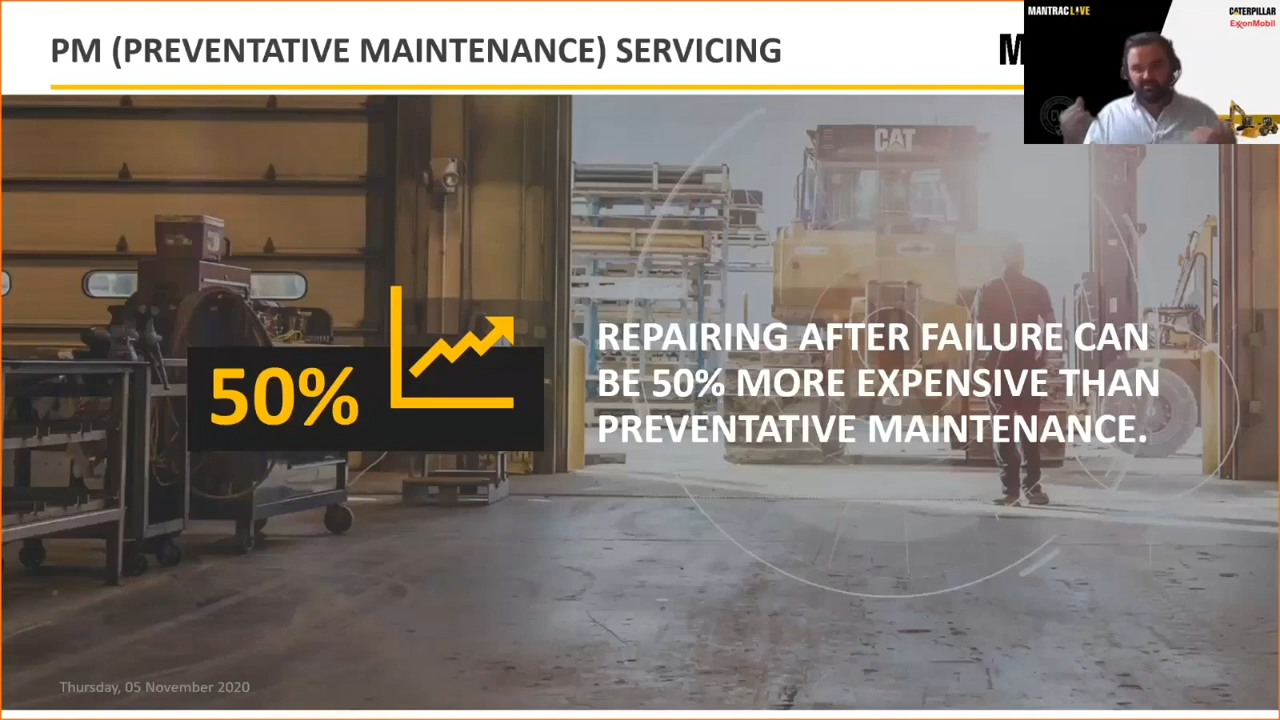 PM (PREVENTATIVE MAINTENANCE) SERVICING
M
MANTRAC LIVE
CATERPILLAR
ExxonMobil
CAT
50%
REPAIRING AFTER FAILURE CAN
BE 50% MORE EXPENSIVE THAN
PREVENTATIVE MAINTENANCE.
Thursday, 05 November 2020